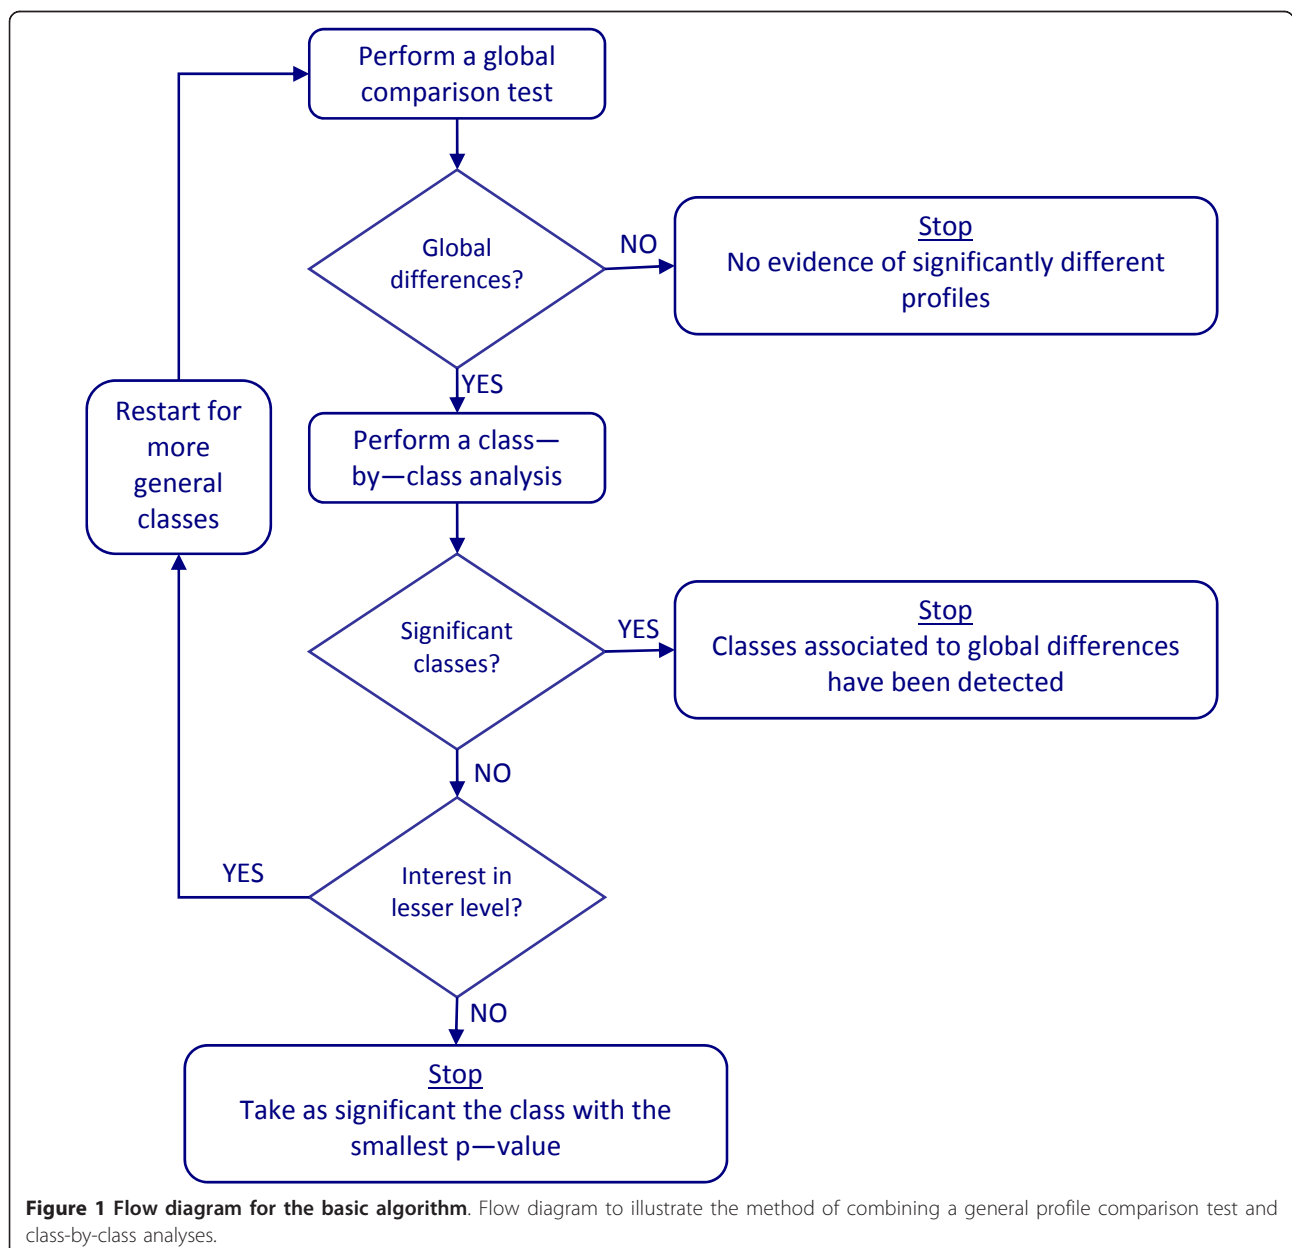 Perform a global
comparison test
Global
differences?
NO
Stop
No evidence of significantly different
profiles
YES
Restart for
more
general
classes
Perform a class—
by—class analysis
Significant
classes?
YES
Stop
Classes associated to global differences
have been detected
NO
YES
Interest in
lesser level?
NO
Stop
Take as significant the class with the
smallest p—value
Figure 1 Flow diagram for the basic algorithm. Flow diagram to illustrate the method of combining a general profile comparison test and
class-by-class analyses.